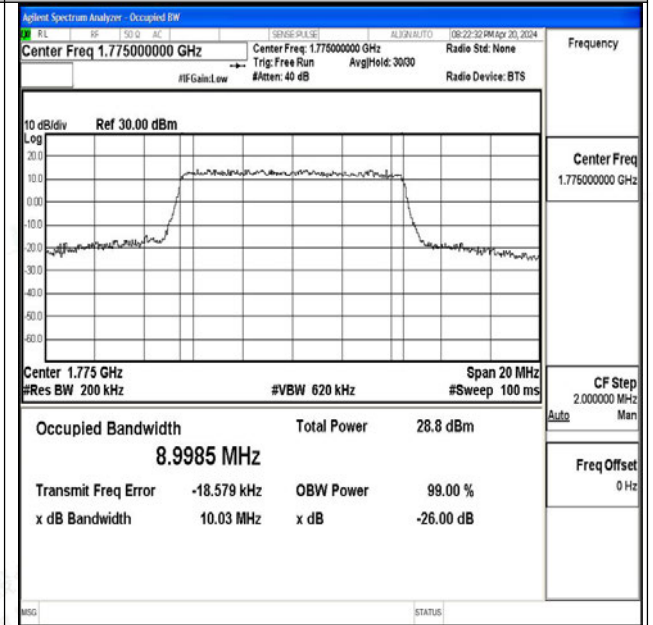 Agilent Spectrum Analyzer - Occupied BW
RL RF 50 Ω AC SENSE:PULSE ALIGN AUTO 08:22:32 PM Apr 20, 2024
Center Freq 1.775000000 GHz
Center Freq: 1.775000000 GHz Radio Std: None
Trig: Free Run Avg|Hold: 30/30
#IFGain:Low #Atten: 40 dB Radio Device: BTS
10 dB/div Ref 30.00 dBm
Log
20.0
10.0
0.00
-10.0
-20.0
-30.0
-40.0
-50.0
-60.0
Center 1.775 GHz Span 20 MHz
#Res BW 200 kHz #VBW 620 kHz #Sweep 100 ms
Occupied Bandwidth Total Power 28.8 dBm
8.9985 MHz
Transmit Freq Error -18.579 kHz OBW Power 99.00 %
x dB Bandwidth 10.03 MHz x dB -26.00 dB
MSG STATUS
Frequency
Center Freq
1.775000000 GHz
CF Step
2.000000 MHz
Auto Man
Freq Offset
0 Hz